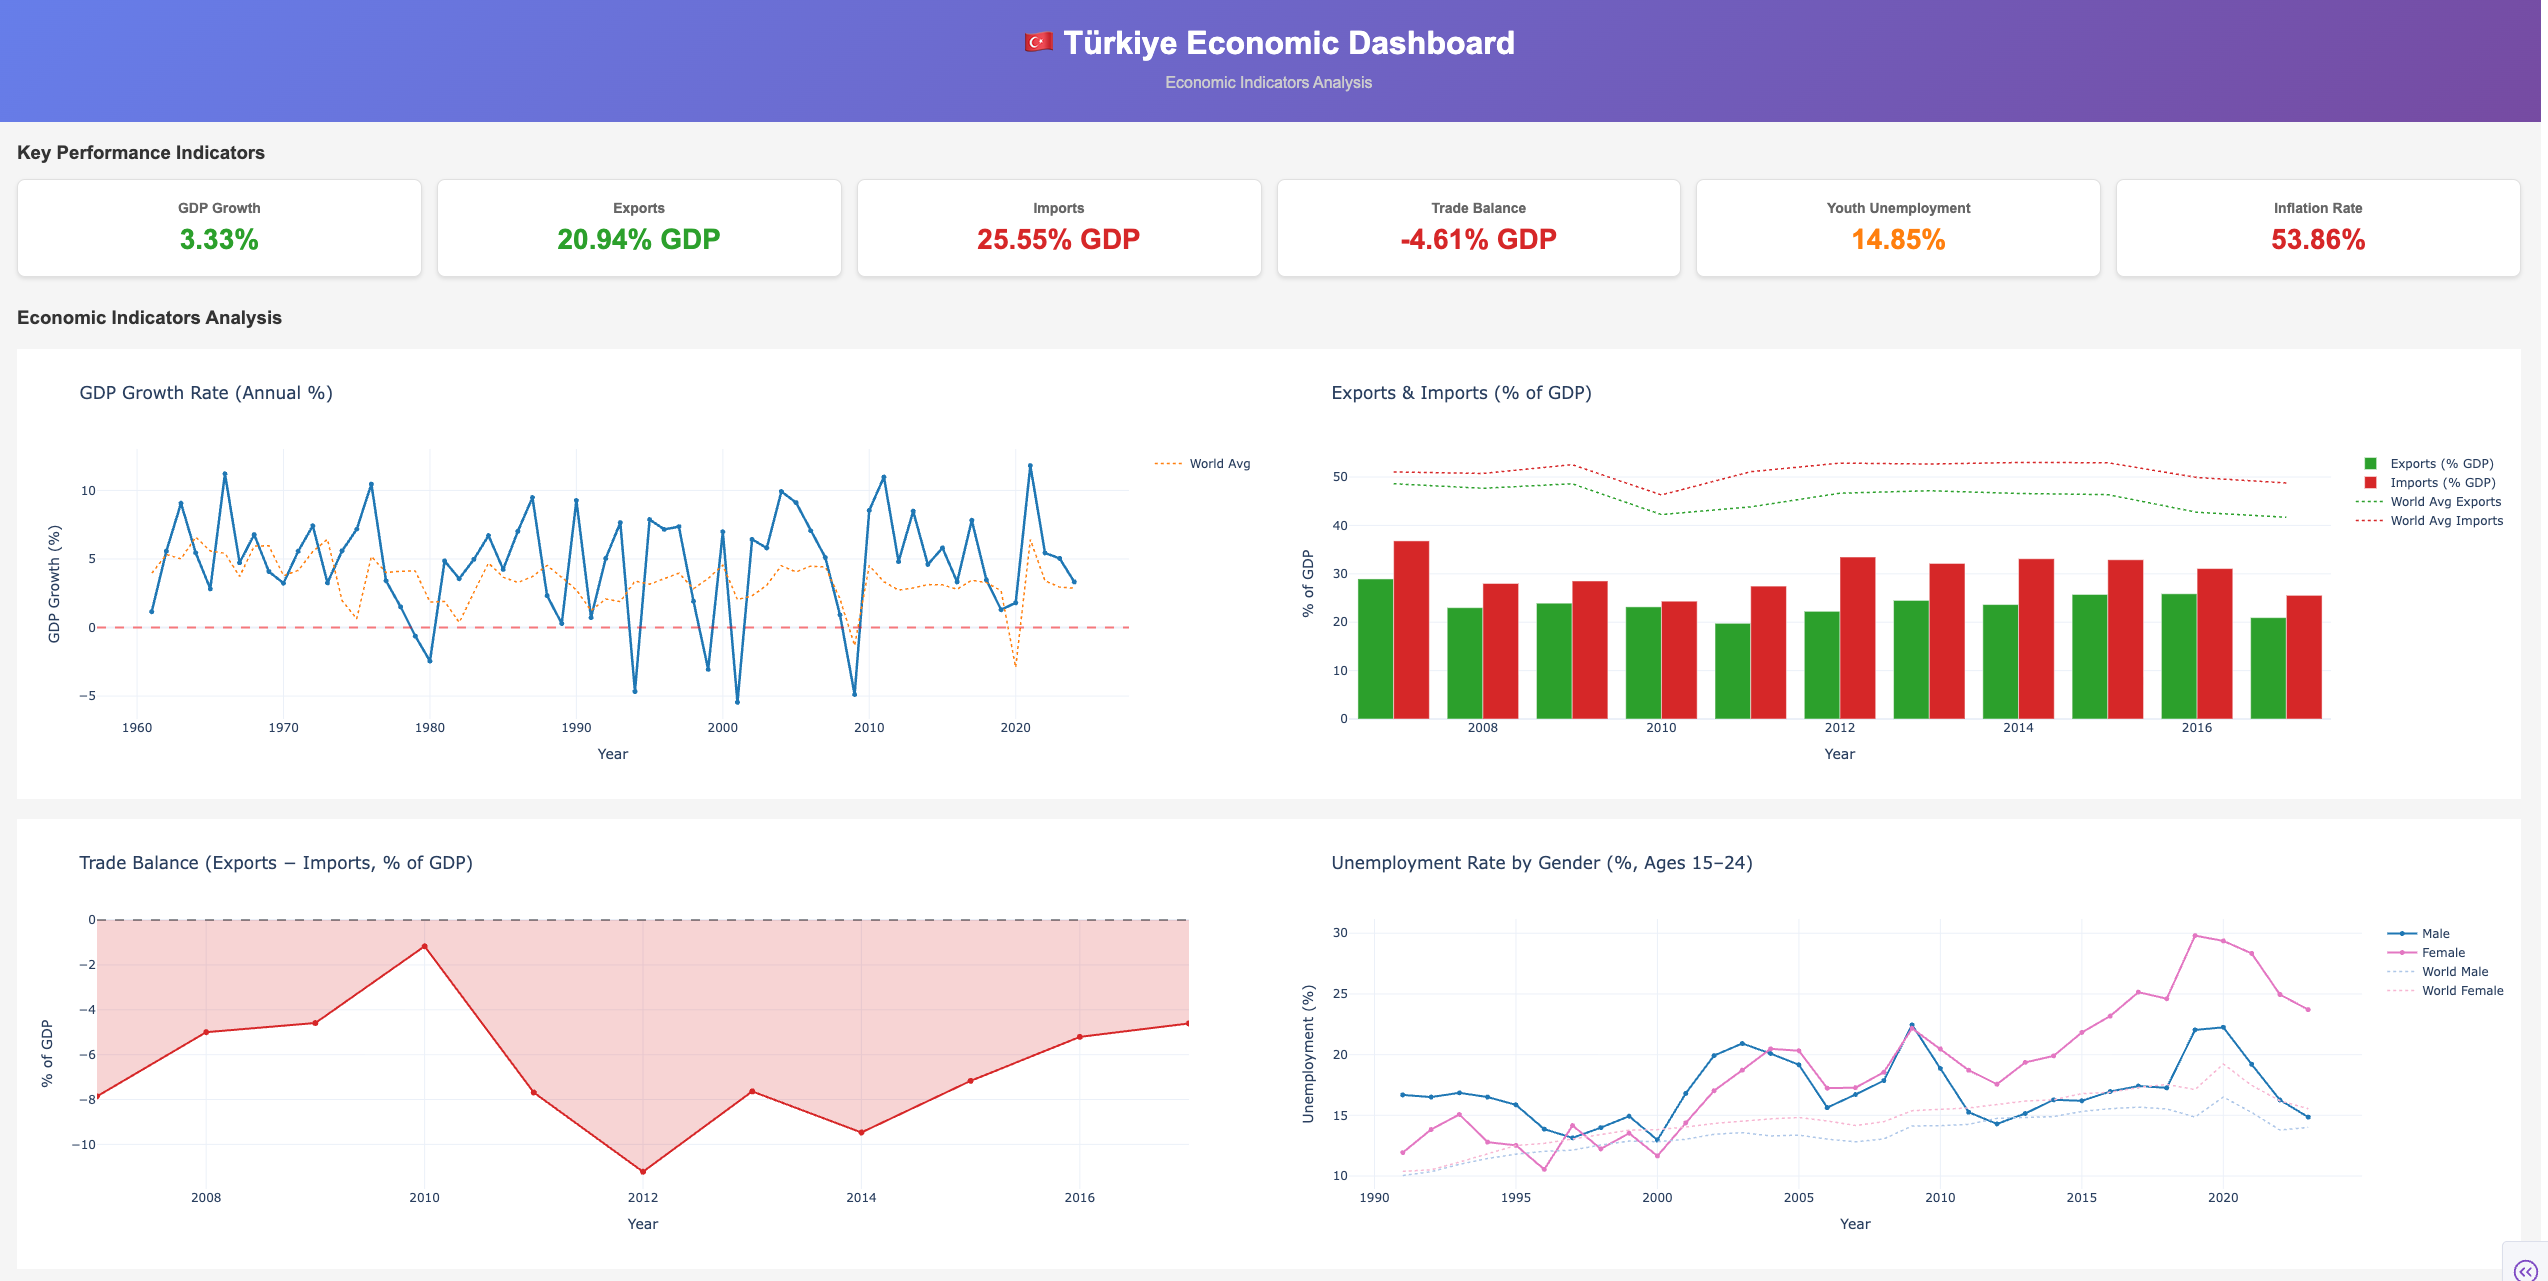 🇹🇷 Türkiye Economic Dashboard
Economic Indicators Analysis
Key Performance Indicators
GDP Growth
3.33%
Exports
20.94% GDP
Imports
25.55% GDP
Trade Balance
-4.61% GDP
Youth Unemployment
14.85%
Inflation Rate
53.86%
Economic Indicators Analysis
GDP Growth Rate (Annual %)
World Avg
GDP Growth (%)
10
5
0
−5
1960 1970 1980 1990 2000 2010 2020
Year
Exports & Imports (% of GDP)
Exports (% GDP)
Imports (% GDP)
World Avg Exports
World Avg Imports
% of GDP
50
40
30
20
10
0
2008 2010 2012 2014 2016
Year
Trade Balance (Exports − Imports, % of GDP)
% of GDP
0
−2
−4
−6
−8
−10
2008 2010 2012 2014 2016
Year
Unemployment Rate by Gender (%, Ages 15–24)
Male
Female
World Male
World Female
Unemployment (%)
30
25
20
15
10
1990 1995 2000 2005 2010 2015 2020
Year